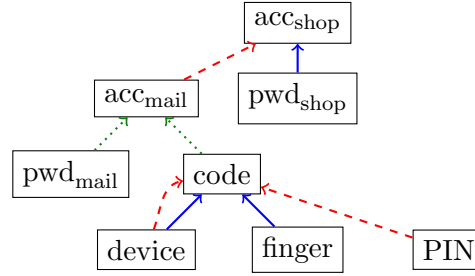 acc_shop
acc_mail
pwd_shop
pwd_mail
code
device
finger
PIN